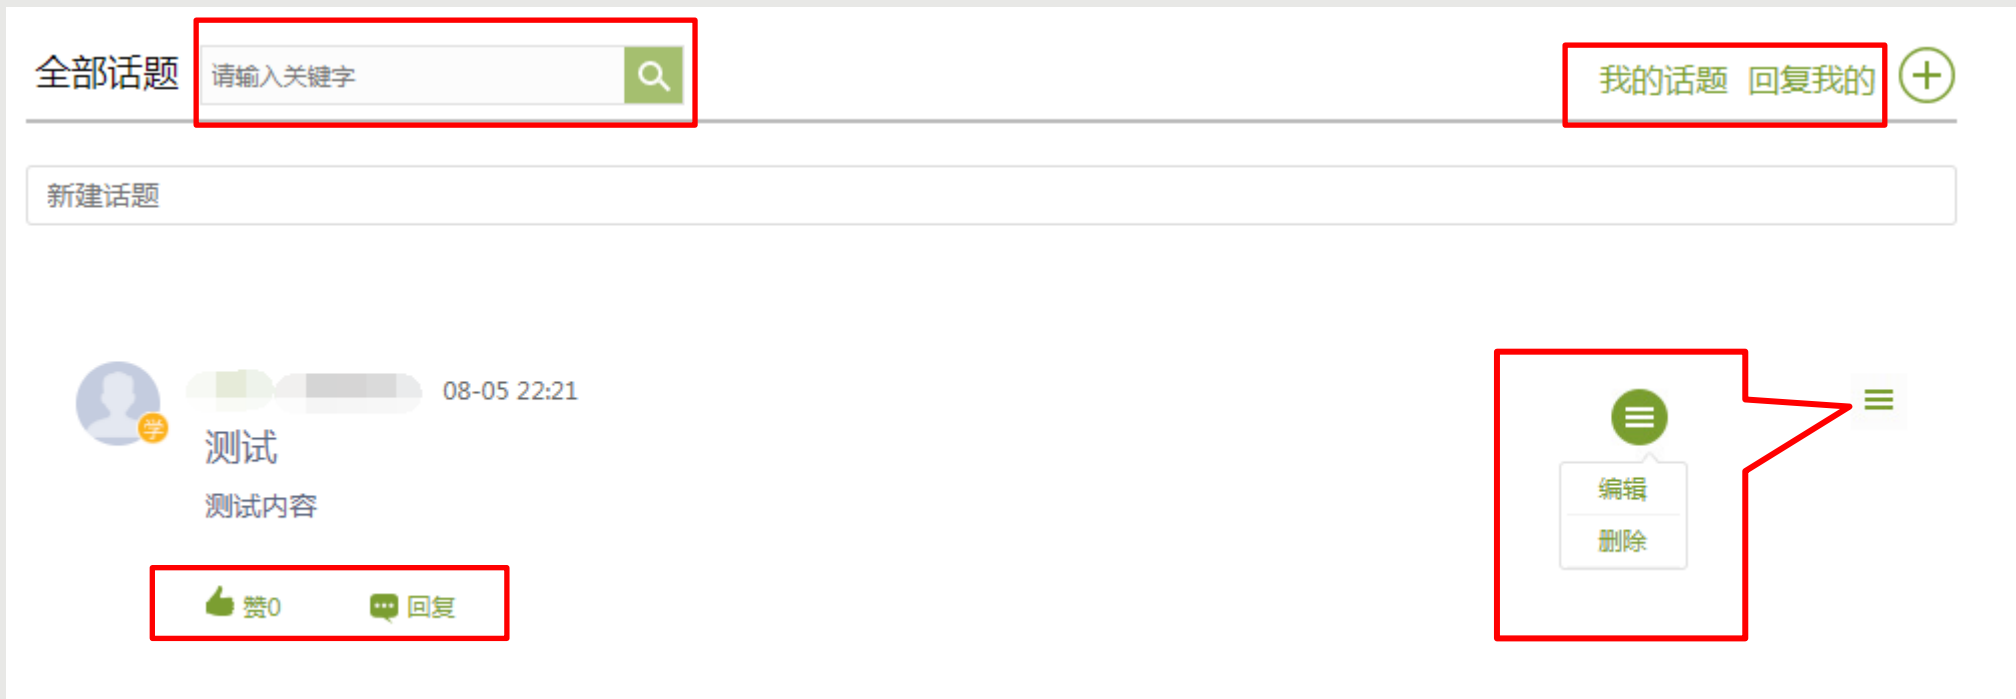 全部话题 请输入关键字 我的话题 回复我的
新建话题
08-05 22:21
学
测试
测试内容
编辑
删除
赞0 回复